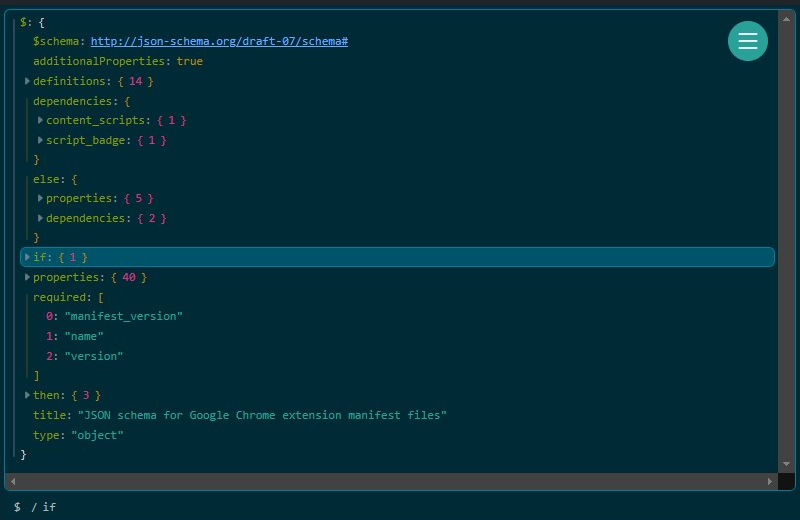 $: {
$schema: http://json-schema.org/draft-07/schema#
additionalProperties: true
definitions: { 14 }
dependencies: {
content_scripts: { 1 }
script_badge: { 1 }
}
else: {
properties: { 5 }
dependencies: { 2 }
}
if: { 1 }
properties: { 40 }
required: [
0: "manifest_version"
1: "name"
2: "version"
]
then: { 3 }
title: "JSON schema for Google Chrome extension manifest files"
type: "object"
}
$ / if